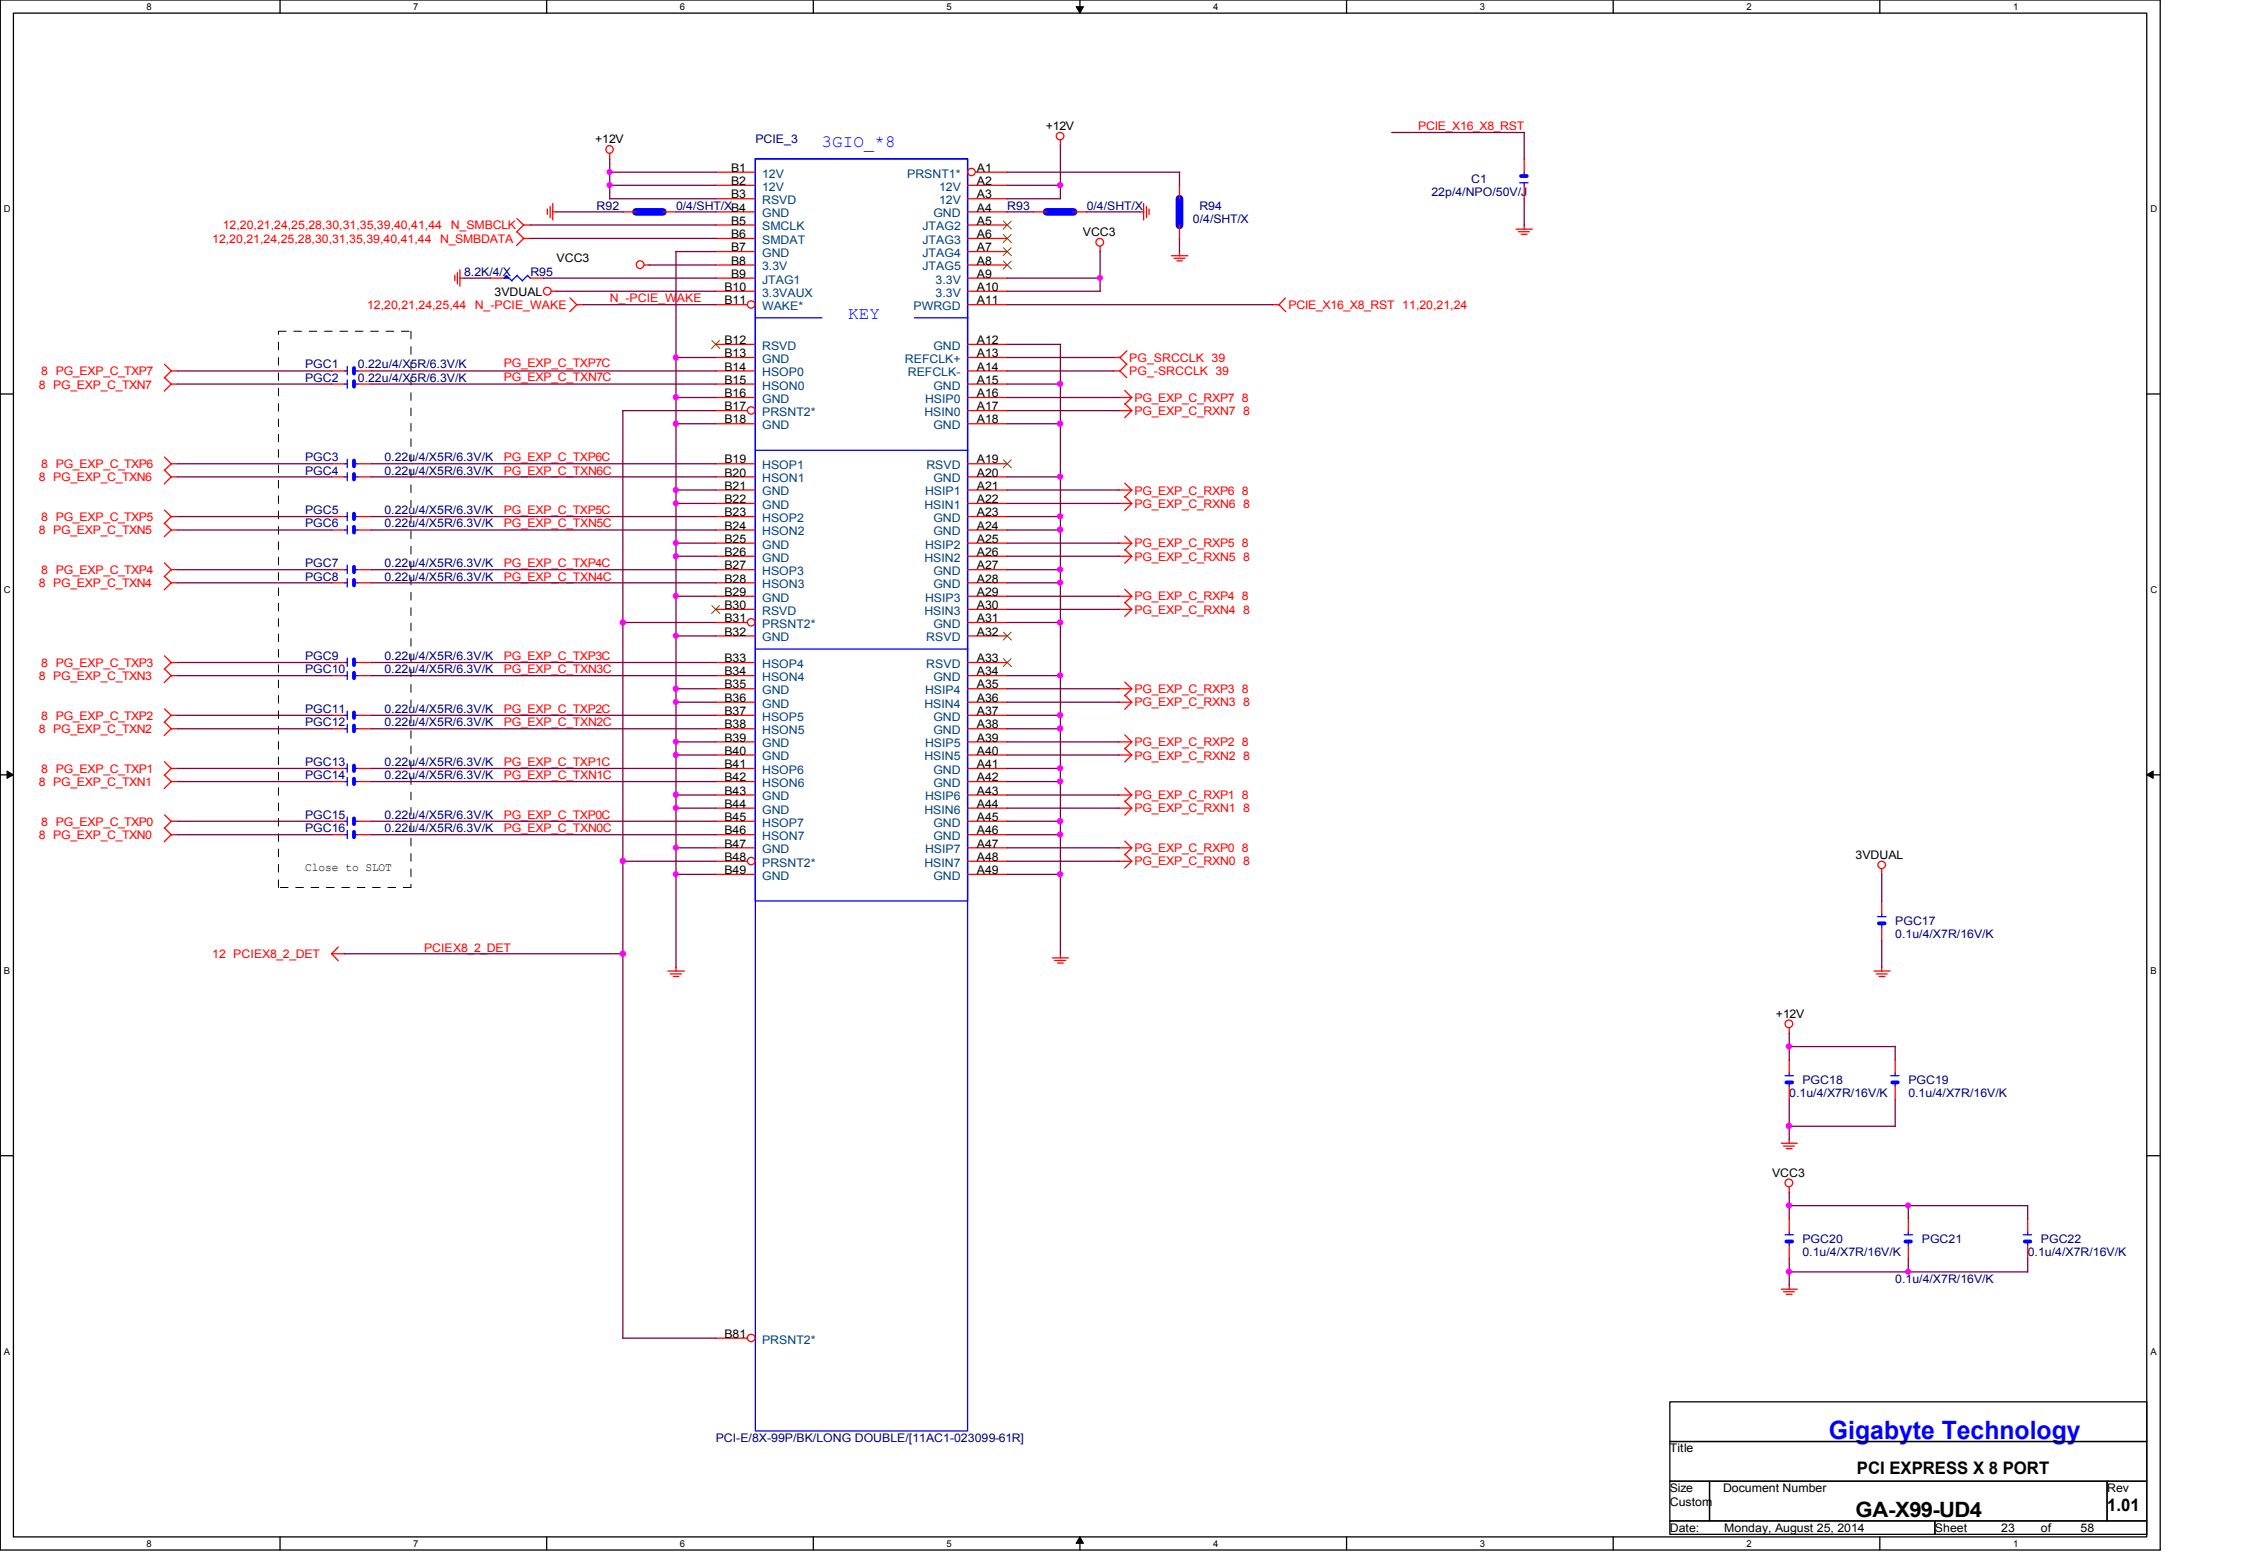 8 7 6 5 4 3 2 1
D
C
B
A
PCIE_3 3GIO_*8
+12V
+12V
PCIE_X16_X8_RST
C1
22p/4/NPO/50V/J
B1 12V PRSNT1* A1
B2 12V 12V A2
B3 RSVD 12V A3
R92 0/4/SHT/X B4 GND GND A4 R93 0/4/SHT/X
R94
0/4/SHT/X
12,20,21,24,25,28,30,31,35,39,40,41,44 N_SMBCLK B5 SMCLK JTAG2 A5
12,20,21,24,25,28,30,31,35,39,40,41,44 N_SMBDATA B6 SMDAT JTAG3 A6
VCC3
B7 GND JTAG4 A7
VCC3 B8 3.3V JTAG5 A8
8.2K/4/X R95 B9 JTAG1 3.3V A9
3VDUAL B10 3.3VAUX 3.3V A10
12,20,21,24,25,44 N_-PCIE_WAKE N_-PCIE_WAKE B11 WAKE* PWRGD A11 PCIE_X16_X8_RST 11,20,21,24
KEY
B12 RSVD GND A12
B13 GND REFCLK+ A13 PG_SRCCLK 39
8 PG_EXP_C_TXP7 PGC1 0.22u/4/X5R/6.3V/K PG_EXP_C_TXP7C B14 HSOP0 REFCLK- A14 PG_-SRCCLK 39
8 PG_EXP_C_TXN7 PGC2 0.22u/4/X5R/6.3V/K PG_EXP_C_TXN7C B15 HSON0 GND A15
B16 GND HSIP0 A16 PG_EXP_C_RXP7 8
B17 PRSNT2* HSIN0 A17 PG_EXP_C_RXN7 8
B18 GND GND A18
8 PG_EXP_C_TXP6 PGC3 0.22u/4/X5R/6.3V/K PG_EXP_C_TXP6C B19 HSOP1 RSVD A19
8 PG_EXP_C_TXN6 PGC4 0.22u/4/X5R/6.3V/K PG_EXP_C_TXN6C B20 HSON1 GND A20
B21 GND HSIP1 A21 PG_EXP_C_RXP6 8
B22 GND HSIN1 A22 PG_EXP_C_RXN6 8
8 PG_EXP_C_TXP5 PGC5 0.22u/4/X5R/6.3V/K PG_EXP_C_TXP5C B23 HSOP2 GND A23
8 PG_EXP_C_TXN5 PGC6 0.22u/4/X5R/6.3V/K PG_EXP_C_TXN5C B24 HSON2 GND A24
B25 GND HSIP2 A25 PG_EXP_C_RXP5 8
B26 GND HSIN2 A26 PG_EXP_C_RXN5 8
8 PG_EXP_C_TXP4 PGC7 0.22u/4/X5R/6.3V/K PG_EXP_C_TXP4C B27 HSOP3 GND A27
8 PG_EXP_C_TXN4 PGC8 0.22u/4/X5R/6.3V/K PG_EXP_C_TXN4C B28 HSON3 GND A28
B29 GND HSIP3 A29 PG_EXP_C_RXP4 8
B30 RSVD HSIN3 A30 PG_EXP_C_RXN4 8
B31 PRSNT2* GND A31
B32 GND RSVD A32
8 PG_EXP_C_TXP3 PGC9 0.22u/4/X5R/6.3V/K PG_EXP_C_TXP3C B33 HSOP4 RSVD A33
8 PG_EXP_C_TXN3 PGC10 0.22u/4/X5R/6.3V/K PG_EXP_C_TXN3C B34 HSON4 GND A34
B35 GND HSIP4 A35 PG_EXP_C_RXP3 8
B36 GND HSIN4 A36 PG_EXP_C_RXN3 8
8 PG_EXP_C_TXP2 PGC11 0.22u/4/X5R/6.3V/K PG_EXP_C_TXP2C B37 HSOP5 GND A37
8 PG_EXP_C_TXN2 PGC12 0.22u/4/X5R/6.3V/K PG_EXP_C_TXN2C B38 HSON5 GND A38
B39 GND HSIP5 A39 PG_EXP_C_RXP2 8
B40 GND HSIN5 A40 PG_EXP_C_RXN2 8
8 PG_EXP_C_TXP1 PGC13 0.22u/4/X5R/6.3V/K PG_EXP_C_TXP1C B41 HSOP6 GND A41
8 PG_EXP_C_TXN1 PGC14 0.22u/4/X5R/6.3V/K PG_EXP_C_TXN1C B42 HSON6 GND A42
B43 GND HSIP6 A43 PG_EXP_C_RXP1 8
B44 GND HSIN6 A44 PG_EXP_C_RXN1 8
8 PG_EXP_C_TXP0 PGC15 0.22u/4/X5R/6.3V/K PG_EXP_C_TXP0C B45 HSOP7 GND A45
8 PG_EXP_C_TXN0 PGC16 0.22u/4/X5R/6.3V/K PG_EXP_C_TXN0C B46 HSON7 GND A46
B47 GND HSIP7 A47 PG_EXP_C_RXP0 8
B48 PRSNT2* HSIN7 A48 PG_EXP_C_RXN0 8
B49 GND GND A49
Close to SLOT
12 PCIEX8_2_DET PCIEX8_2_DET
B81 PRSNT2*
PCI-E/8X-99P/BK/LONG DOUBLE/[11AC1-023099-61R]
3VDUAL
PGC17
0.1u/4/X7R/16V/K
+12V
PGC18 PGC19
0.1u/4/X7R/16V/K 0.1u/4/X7R/16V/K
VCC3
PGC20 PGC21 PGC22
0.1u/4/X7R/16V/K 0.1u/4/X7R/16V/K
0.1u/4/X7R/16V/K
Gigabyte Technology
Title
PCI EXPRESS X 8 PORT
Size Document Number Rev
Custom GA-X99-UD4 1.01
Date: Monday, August 25, 2014 Sheet 23 of 58
D
C
B
A
8 7 6 5 4 3 2 1